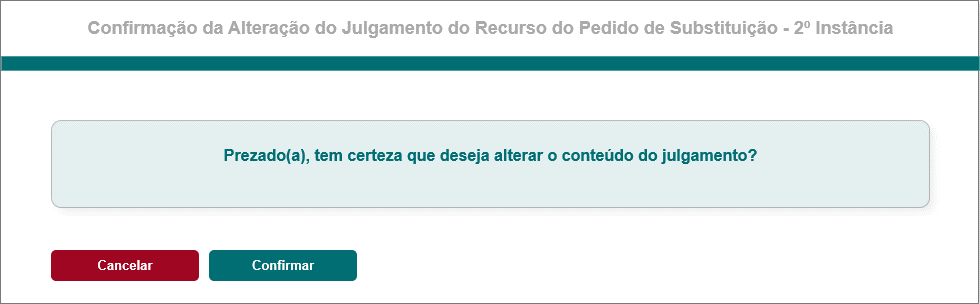 Confirmação da Alteração do Julgamento do Recurso do Pedido de Substituição - 2º Instância
Prezado(a), tem certeza que deseja alterar o conteúdo do julgamento?
Cancelar
Confirmar